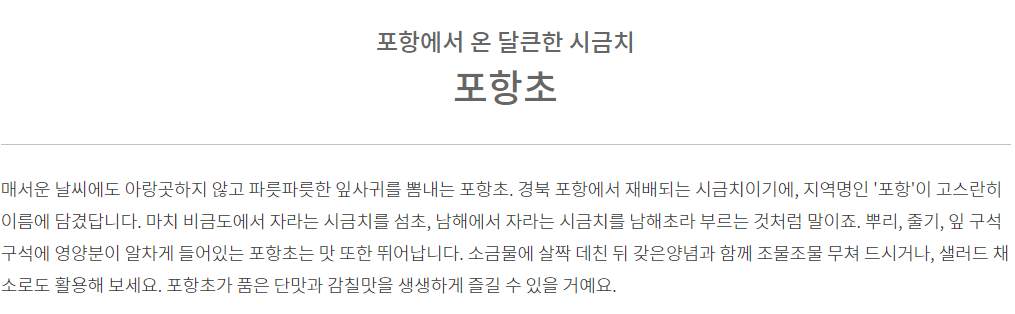 포항에서 온 달큰한 시금치
포항초
매서운 날씨에도 아랑곳하지 않고 파릇파릇한 잎사귀를 뽐내는 포항초. 경북 포항에서 재배되는 시금치이기에, 지역명인 '포항'이 고스란히
이름에 담겼답니다. 마치 비금도에서 자라는 시금치를 섬초, 남해에서 자라는 시금치를 남해초라 부르는 것처럼 말이죠. 뿌리, 줄기, 잎 구석
구석에 영양분이 알차게 들어있는 포항초는 맛 또한 뛰어납니다. 소금물에 살짝 데친 뒤 갖은양념과 함께 조물조물 무쳐 드시거나, 샐러드 채
소로도 활용해 보세요. 포항초가 품은 단맛과 감칠맛을 생생하게 즐길 수 있을 거예요.